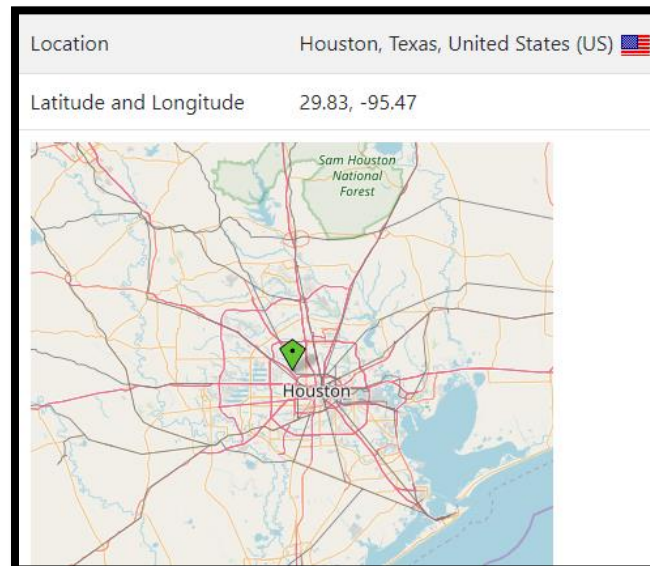 Location Houston, Texas, United States (US)
Latitude and Longitude 29.83, -95.47
Sam Houston
National
Forest
Houston